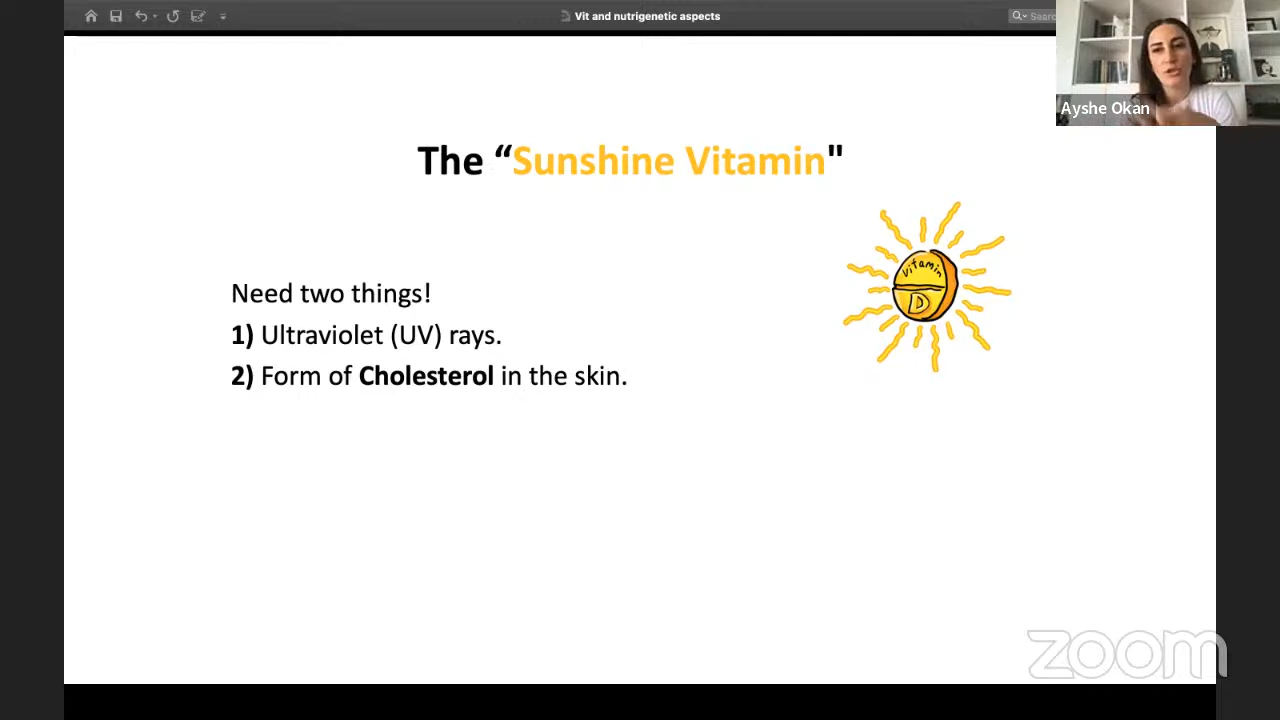 Vit and nutrigenetic aspects
Sear
Ayshe Okan
The “Sunshine Vitamin"
Vitamin
D
Need two things!
1) Ultraviolet (UV) rays.
2) Form of Cholesterol in the skin.
zoom